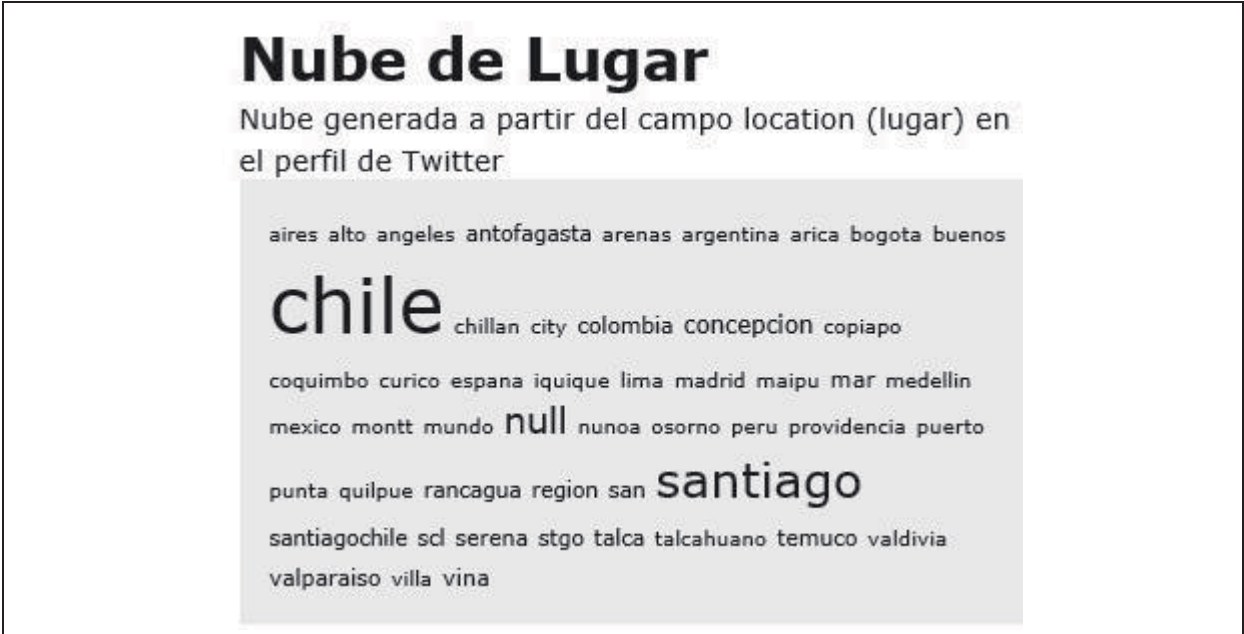 Nube de Lugar
Nube generada a partir del campo location (lugar) en
el perfil de Twitter
aires alto angeles antofagasta arenas argentina arica bogota buenos
chile chillan city colombia concepcion copiapo
coquimbo curico espana iquique lima madrid maipu mar medellin
mexico montt mundo null nunoa osorno peru providencia puerto
punta quilpue rancagua region san santiago
santiagochile scl serena stgo talca talcahuano temuco valdivia
valparaiso villa vina